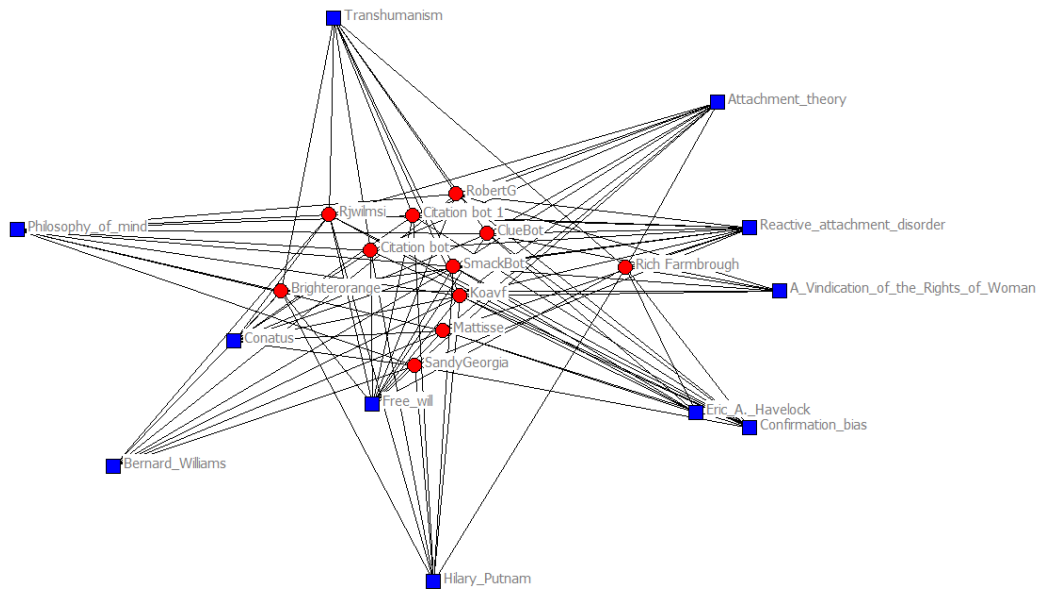 Transhumanism
Attachment_theory
RobertG
Rjwilmsi
Citation bot 1
Philosophy_of_mind
Reactive_attachment_disorder
ClueBot
Citation bot
SmackBot
Rich Farmbrough
Brighterorange
Koavf
A_Vindication_of_the_Rights_of_Woman
Mattisse
Conatus
SandyGeorgia
Free_will
Eric_A._Havelock
Confirmation_bias
Bernard_Williams
Hilary_Putnam